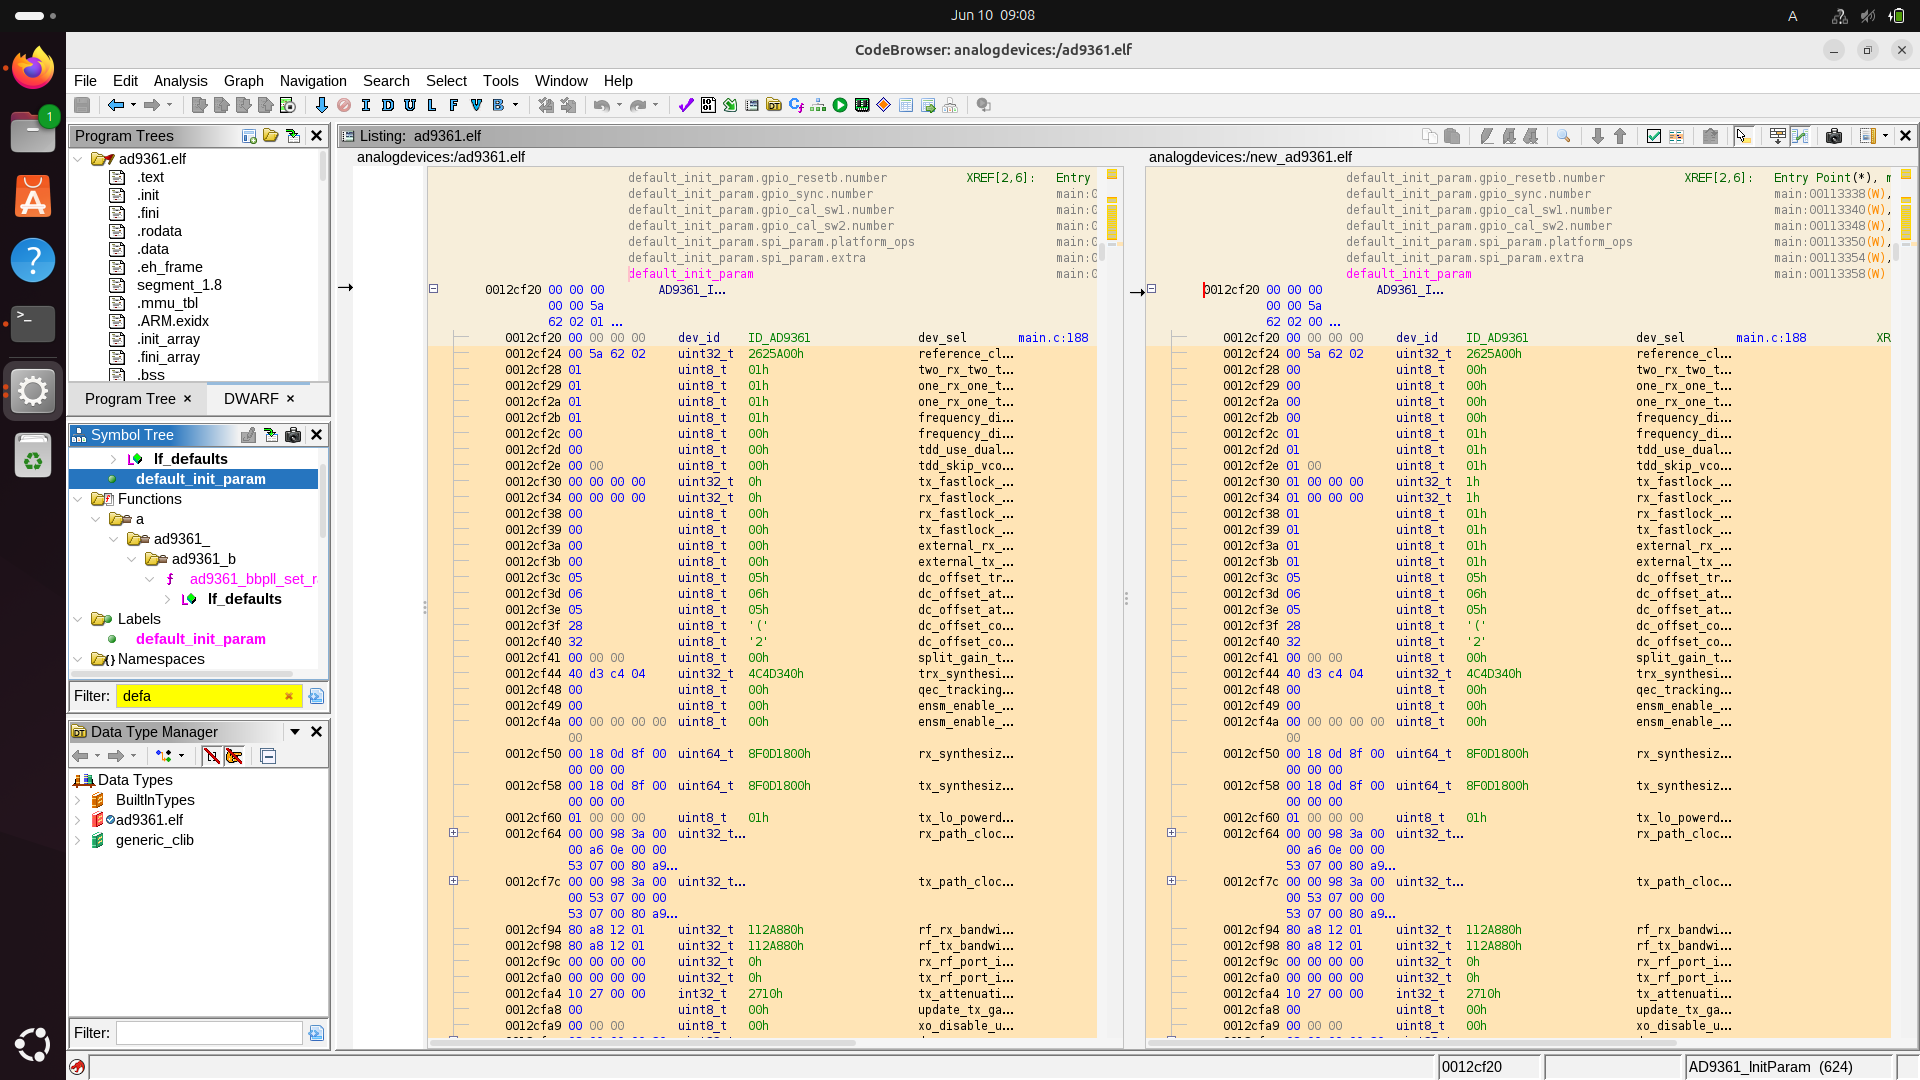 Jun 10  09:08
A
CodeBrowser: analogdevices:/ad9361.elf
File Edit Analysis Graph Navigation Search Select Tools Window Help
I D U L F V B
Program Trees
ad9361.elf
.text
.init
.fini
.rodata
.data
.eh_frame
segment_1.8
.mmu_tbl
.ARM.exidx
.init_array
.fini_array
.bss
Program Tree × DWARF ×
Symbol Tree
lf_defaults
default_init_param
Functions
a
ad9361_
ad9361_b
ad9361_bbpll_set_r
lf_defaults
Labels
default_init_param
Namespaces
Filter: defa
Data Type Manager
Data Types
BuiltInTypes
ad9361.elf
generic_clib
Filter:
Listing: ad9361.elf
analogdevices:/ad9361.elf
default_init_param.gpio_resetb.number XREF[2,6]: Entry
default_init_param.gpio_sync.number main:0
default_init_param.gpio_cal_sw1.number main:0
default_init_param.gpio_cal_sw2.number main:0
default_init_param.spi_param.platform_ops main:0
default_init_param.spi_param.extra main:0
default_init_param main:0
0012cf20 00 00 00 AD9361_I...
00 00 5a
62 02 01 ...
0012cf20 00 00 00 00 dev_id ID_AD9361 dev_sel main.c:188
0012cf24 00 5a 62 02 uint32_t 2625A00h reference_cl...
0012cf28 01 uint8_t 01h two_rx_two_t...
0012cf29 01 uint8_t 01h one_rx_one_t...
0012cf2a 01 uint8_t 01h one_rx_one_t...
0012cf2b 01 uint8_t 01h frequency_di...
0012cf2c 00 uint8_t 00h frequency_di...
0012cf2d 00 uint8_t 00h tdd_use_dual...
0012cf2e 00 00 uint8_t 00h tdd_skip_vco...
0012cf30 00 00 00 00 uint32_t 0h tx_fastlock_...
0012cf34 00 00 00 00 uint32_t 0h rx_fastlock_...
0012cf38 00 uint8_t 00h rx_fastlock_...
0012cf39 00 uint8_t 00h tx_fastlock_...
0012cf3a 00 uint8_t 00h external_rx_...
0012cf3b 00 uint8_t 00h external_tx_...
0012cf3c 05 uint8_t 05h dc_offset_tr...
0012cf3d 06 uint8_t 06h dc_offset_at...
0012cf3e 05 uint8_t 05h dc_offset_at...
0012cf3f 28 uint8_t '(' dc_offset_co...
0012cf40 32 uint8_t '2' dc_offset_co...
0012cf41 00 00 00 uint8_t 00h split_gain_t...
0012cf44 40 d3 c4 04 uint32_t 4C4D340h trx_synthesi...
0012cf48 00 uint8_t 00h qec_tracking...
0012cf49 00 uint8_t 00h ensm_enable_...
0012cf4a 00 00 00 00 00 uint8_t 00h ensm_enable_...
00
0012cf50 00 18 0d 8f 00 uint64_t 8F0D1800h rx_synthesiz...
00 00 00
0012cf58 00 18 0d 8f 00 uint64_t 8F0D1800h tx_synthesiz...
00 00 00
0012cf60 01 00 00 00 uint8_t 01h tx_lo_powerd...
0012cf64 00 00 98 3a 00 uint32_t... rx_path_cloc...
00 a6 0e 00 00
53 07 00 80 a9...
0012cf7c 00 00 98 3a 00 uint32_t... tx_path_cloc...
00 53 07 00 00
53 07 00 80 a9...
0012cf94 80 a8 12 01 uint32_t 112A880h rf_rx_bandwi...
0012cf98 80 a8 12 01 uint32_t 112A880h rf_tx_bandwi...
0012cf9c 00 00 00 00 uint32_t 0h rx_rf_port_i...
0012cfa0 00 00 00 00 uint32_t 0h tx_rf_port_i...
0012cfa4 10 27 00 00 int32_t 2710h tx_attenuati...
0012cfa8 00 uint8_t 00h update_tx_ga...
0012cfa9 00 00 00 uint8_t 00h xo_disable_u...
analogdevices:/new_ad9361.elf
default_init_param.gpio_resetb.number XREF[2,6]: Entry Point(*), m
default_init_param.gpio_sync.number main:00113338(W),
default_init_param.gpio_cal_sw1.number main:00113340(W),
default_init_param.gpio_cal_sw2.number main:00113348(W),
default_init_param.spi_param.platform_ops main:00113350(W),
default_init_param.spi_param.extra main:00113354(W),
default_init_param main:00113358(W)
0012cf20 00 00 00 AD9361_I...
00 00 5a
62 02 00 ...
0012cf20 00 00 00 00 dev_id ID_AD9361 dev_sel main.c:188 XR
0012cf24 00 5a 62 02 uint32_t 2625A00h reference_cl...
0012cf28 00 uint8_t 00h two_rx_two_t...
0012cf29 00 uint8_t 00h one_rx_one_t...
0012cf2a 00 uint8_t 00h one_rx_one_t...
0012cf2b 00 uint8_t 00h frequency_di...
0012cf2c 01 uint8_t 01h frequency_di...
0012cf2d 01 uint8_t 01h tdd_use_dual...
0012cf2e 01 00 uint8_t 01h tdd_skip_vco...
0012cf30 01 00 00 00 uint32_t 1h tx_fastlock_...
0012cf34 01 00 00 00 uint32_t 1h rx_fastlock_...
0012cf38 01 uint8_t 01h rx_fastlock_...
0012cf39 01 uint8_t 01h tx_fastlock_...
0012cf3a 01 uint8_t 01h external_rx_...
0012cf3b 01 uint8_t 01h external_tx_...
0012cf3c 05 uint8_t 05h dc_offset_tr...
0012cf3d 06 uint8_t 06h dc_offset_at...
0012cf3e 05 uint8_t 05h dc_offset_at...
0012cf3f 28 uint8_t '(' dc_offset_co...
0012cf40 32 uint8_t '2' dc_offset_co...
0012cf41 00 00 00 uint8_t 00h split_gain_t...
0012cf44 40 d3 c4 04 uint32_t 4C4D340h trx_synthesi...
0012cf48 00 uint8_t 00h qec_tracking...
0012cf49 00 uint8_t 00h ensm_enable_...
0012cf4a 00 00 00 00 00 uint8_t 00h ensm_enable_...
00
0012cf50 00 18 0d 8f 00 uint64_t 8F0D1800h rx_synthesiz...
00 00 00
0012cf58 00 18 0d 8f 00 uint64_t 8F0D1800h tx_synthesiz...
00 00 00
0012cf60 01 00 00 00 uint8_t 01h tx_lo_powerd...
0012cf64 00 00 98 3a 00 uint32_t... rx_path_cloc...
00 a6 0e 00 00
53 07 00 80 a9...
0012cf7c 00 00 98 3a 00 uint32_t... tx_path_cloc...
00 53 07 00 00
53 07 00 80 a9...
0012cf94 80 a8 12 01 uint32_t 112A880h rf_rx_bandwi...
0012cf98 80 a8 12 01 uint32_t 112A880h rf_tx_bandwi...
0012cf9c 00 00 00 00 uint32_t 0h rx_rf_port_i...
0012cfa0 00 00 00 00 uint32_t 0h tx_rf_port_i...
0012cfa4 10 27 00 00 int32_t 2710h tx_attenuati...
0012cfa8 00 uint8_t 00h update_tx_ga...
0012cfa9 00 00 00 uint8_t 00h xo_disable_u...
0012cf20
AD9361_InitParam (624)